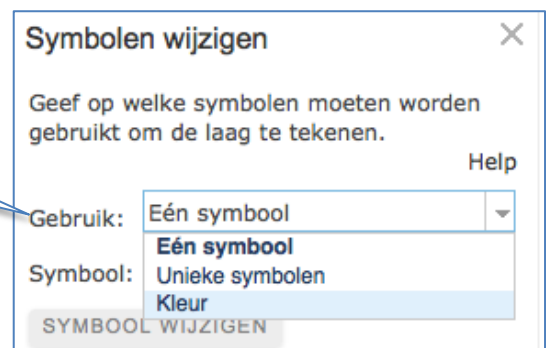 Symbolen wijzigen
Geef op welke symbolen moeten worden
gebruikt om de laag te tekenen.
Help
Gebruik: Eén symbool
Eén symbool
Symbool: Unieke symbolen
Kleur
SYMBOOL WIJZIGEN